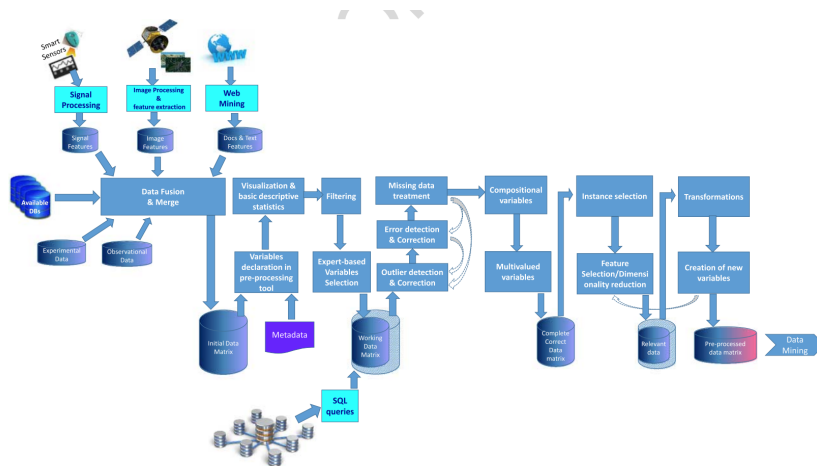 Smart
Sensors
WWW
Signal
Processing
Image Processing
&
feature extraction
Web
Mining
Signal
Features
Image
Features
Docs & Text
Features
Available
DBs
Data Fusion
& Merge
Experimental
Data
Observational
Data
Initial Data
Matrix
Visualization &
basic descriptive
statistics
Variables
declaration in
pre-processing
tool
Metadata
Filtering
Expert-based
Variables
Selection
Working
Data
Matrix
SQL
queries
Missing data
treatment
Error detection
& Correction
Outlier detection
& Correction
Compositional
variables
Multivalued
variables
Complete
Correct Data
matrix
Instance selection
Feature
Selection/Dimensi
onality reduction
Relevant
data
Transformations
Creation of new
variables
Pre-processed
data matrix
Data
Mining